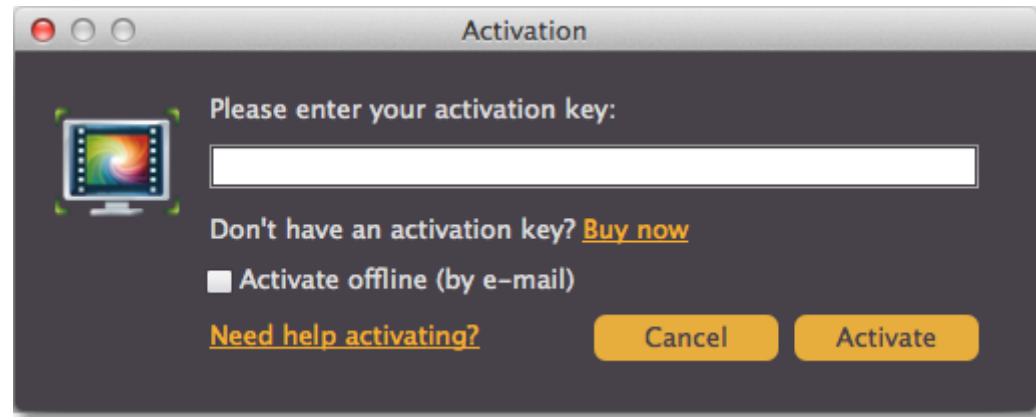 Activation
Please enter your activation key:
Don't have an activation key? Buy now
Activate offline (by e-mail)
Need help activating?
Cancel
Activate